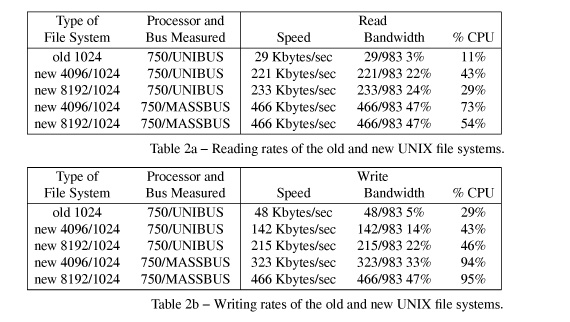 Type of Processor and Read
File System Bus Measured Speed Bandwidth % CPU
old 1024 750/UNIBUS 29 Kbytes/sec 29/983 3% 11%
new 4096/1024 750/UNIBUS 221 Kbytes/sec 221/983 22% 43%
new 8192/1024 750/UNIBUS 233 Kbytes/sec 233/983 24% 29%
new 4096/1024 750/MASSBUS 466 Kbytes/sec 466/983 47% 73%
new 8192/1024 750/MASSBUS 466 Kbytes/sec 466/983 47% 54%
Table 2a − Reading rates of the old and new UNIX file systems.
Type of Processor and Write
File System Bus Measured Speed Bandwidth % CPU
old 1024 750/UNIBUS 48 Kbytes/sec 48/983 5% 29%
new 4096/1024 750/UNIBUS 142 Kbytes/sec 142/983 14% 43%
new 8192/1024 750/UNIBUS 215 Kbytes/sec 215/983 22% 46%
new 4096/1024 750/MASSBUS 323 Kbytes/sec 323/983 33% 94%
new 8192/1024 750/MASSBUS 466 Kbytes/sec 466/983 47% 95%
Table 2b − Writing rates of the old and new UNIX file systems.